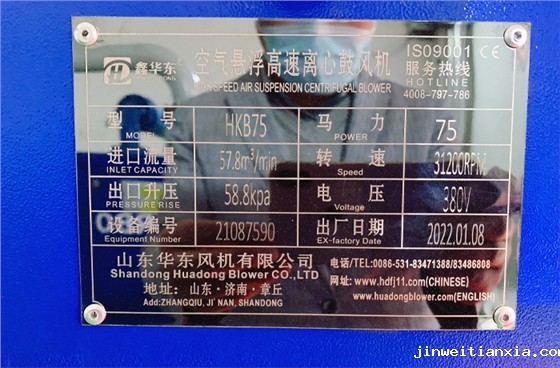 鑫华东
空气悬浮高速离心鼓风机
HIGH SPEED AIR SUSPENSION CENTRIFUGAL BLOWER
ISO9001 CE
服务热线
HOTLINE
4008-797-786
型号 HKB75 马力 75
MODEL POWER
进口流量 57.8m³/min 转速 31200RPM
INLET CAPACITY Speed
出口升压 58.8kpa 电压 380V
PRESSURE RISE Voltage
设备编号 21087590 出厂日期 2022.01.08
Equipment Number EX-factory Date
山东华东风机有限公司
Shandong Huadong Blower CO.,LTD
地址: 山东·济南·章丘
Add:ZHANGQIU, JI' NAN, SHANDONG
电话/TEL:0086-531-83471388/83486808
网址: www.hdfj11.com(CHINESE)
www.huadongblower.com(ENGLISH)
jinweitianxia.com